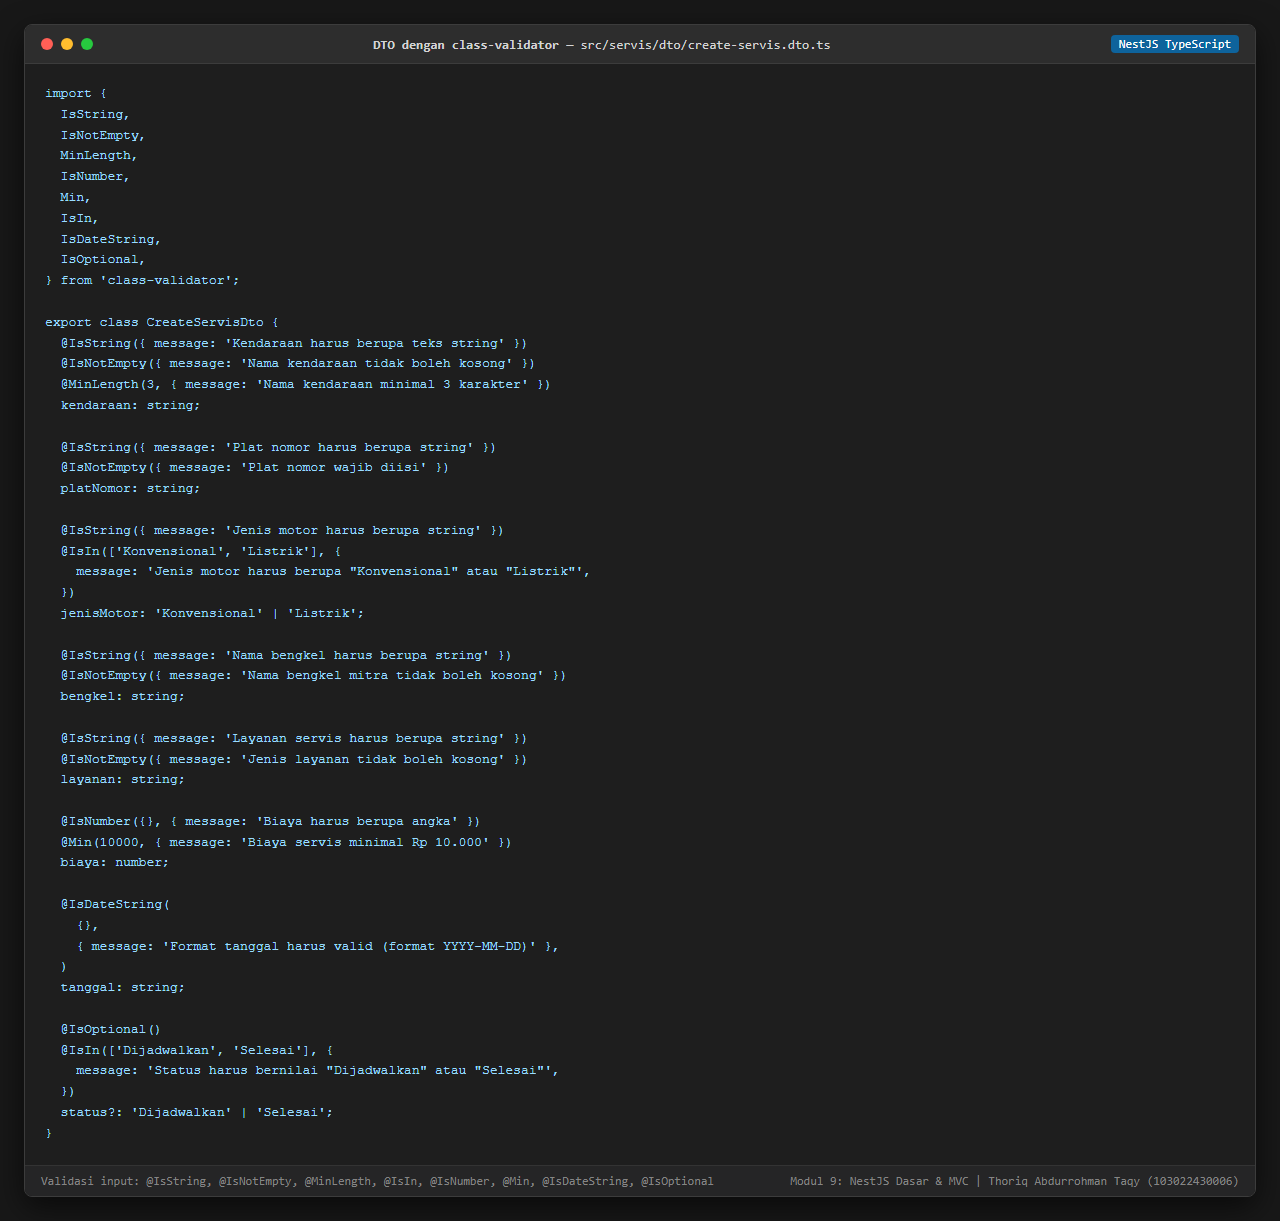 DTO dengan class-validator — src/servis/dto/create-servis.dto.ts
NestJS TypeScript
import {
  IsString,
  IsNotEmpty,
  MinLength,
  IsNumber,
  Min,
  IsIn,
  IsDateString,
  IsOptional,
} from 'class-validator';

export class CreateServisDto {
  @IsString({ message: 'Kendaraan harus berupa teks string' })
  @IsNotEmpty({ message: 'Nama kendaraan tidak boleh kosong' })
  @MinLength(3, { message: 'Nama kendaraan minimal 3 karakter' })
  kendaraan: string;

  @IsString({ message: 'Plat nomor harus berupa string' })
  @IsNotEmpty({ message: 'Plat nomor wajib diisi' })
  platNomor: string;

  @IsString({ message: 'Jenis motor harus berupa string' })
  @IsIn(['Konvensional', 'Listrik'], {
    message: 'Jenis motor harus berupa "Konvensional" atau "Listrik"',
  })
  jenisMotor: 'Konvensional' | 'Listrik';

  @IsString({ message: 'Nama bengkel harus berupa string' })
  @IsNotEmpty({ message: 'Nama bengkel mitra tidak boleh kosong' })
  bengkel: string;

  @IsString({ message: 'Layanan servis harus berupa string' })
  @IsNotEmpty({ message: 'Jenis layanan tidak boleh kosong' })
  layanan: string;

  @IsNumber({}, { message: 'Biaya harus berupa angka' })
  @Min(10000, { message: 'Biaya servis minimal Rp 10.000' })
  biaya: number;

  @IsDateString(
    {},
    { message: 'Format tanggal harus valid (format YYYY-MM-DD)' },
  )
  tanggal: string;

  @IsOptional()
  @IsIn(['Dijadwalkan', 'Selesai'], {
    message: 'Status harus bernilai "Dijadwalkan" atau "Selesai"',
  })
  status?: 'Dijadwalkan' | 'Selesai';
}
Validasi input: @IsString, @IsNotEmpty, @MinLength, @IsIn, @IsNumber, @Min, @IsDateString, @IsOptional
Modul 9: NestJS Dasar & MVC | Thoriq Abdurrohman Taqy (103022430006)